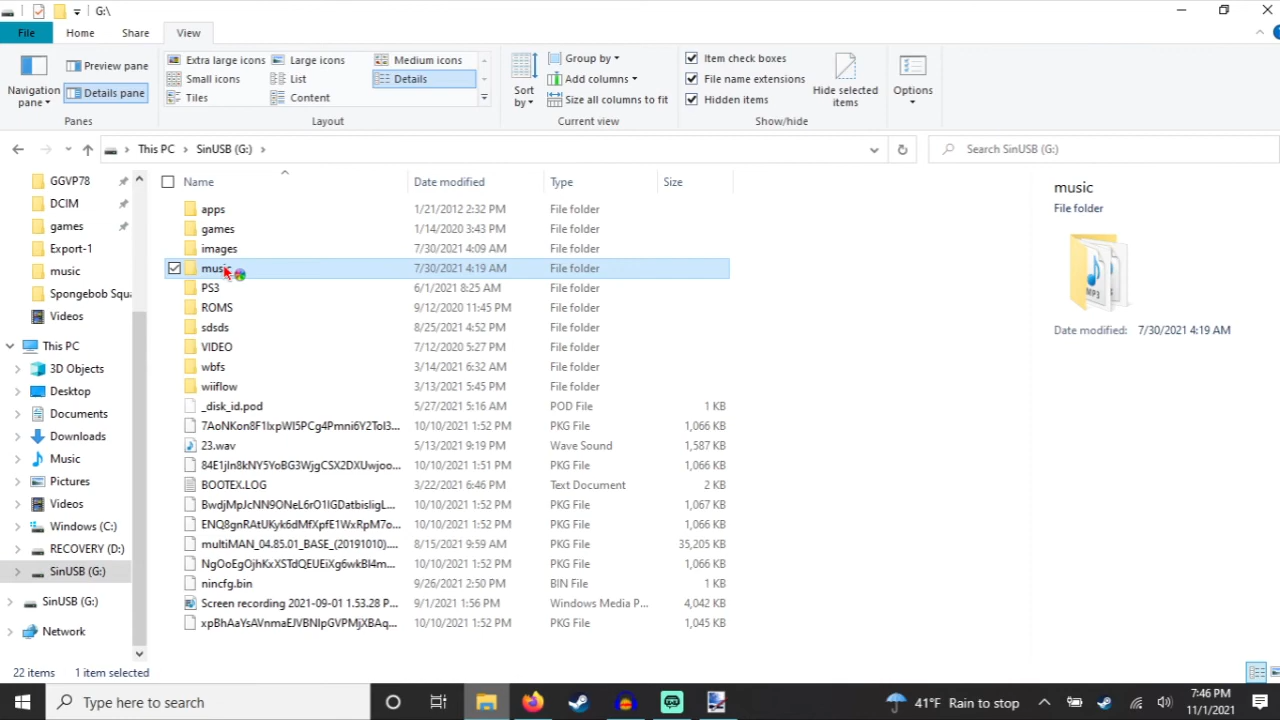 G:\
File Home Share View
Navigation pane
Preview pane
Details pane
Panes
Extra large icons Large icons Medium icons
Small icons List Details
Tiles Content
Layout
Sort by
Group by
Add columns
Size all columns to fit
Current view
Item check boxes
File name extensions
Hidden items
Hide selected items
Show/hide
Options
This PC SinUSB (G:)
Search SinUSB (G:)
GGVP78
DCIM
games
Export-1
music
Spongebob Squ
Videos
This PC
3D Objects
Desktop
Documents
Downloads
Music
Pictures
Videos
Windows (C:)
RECOVERY (D:)
SinUSB (G:)
SinUSB (G:)
Network
Name Date modified Type Size
apps 1/21/2012 2:32 PM File folder
games 1/14/2020 3:43 PM File folder
images 7/30/2021 4:09 AM File folder
music 7/30/2021 4:19 AM File folder
PS3 6/1/2021 8:25 AM File folder
ROMS 9/12/2020 11:45 PM File folder
sdsds 8/25/2021 4:52 PM File folder
VIDEO 7/12/2020 5:27 PM File folder
wbfs 3/14/2021 6:32 AM File folder
wiiflow 3/13/2021 5:45 PM File folder
_disk_id.pod 5/27/2021 5:16 AM POD File 1 KB
10/10/2021 1:52 PM PKG File 1,066 KB
23.wav 5/13/2021 9:19 PM Wave Sound 1,587 KB
10/10/2021 1:51 PM PKG File 1,066 KB
BOOTEX.LOG 3/22/2021 6:46 PM Text Document 2 KB
10/10/2021 1:52 PM PKG File 1,067 KB
10/10/2021 1:52 PM PKG File 1,066 KB
multiMAN_04.85.01_BASE_(20191010).... 8/15/2021 9:59 AM PKG File 35,205 KB
10/10/2021 1:52 PM PKG File 1,066 KB
nincfg.bin 9/26/2021 2:50 PM BIN File 1 KB
Screen recording 2021-09-01 1.53.28 P... 9/1/2021 1:56 PM Windows Media P... 4,042 KB
10/10/2021 1:52 PM PKG File 1,045 KB
music
File folder
MP3
Date modified: 7/30/2021 4:19 AM
22 items 1 item selected
Type here to search
41°F Rain to stop
7:46 PM
11/1/2021